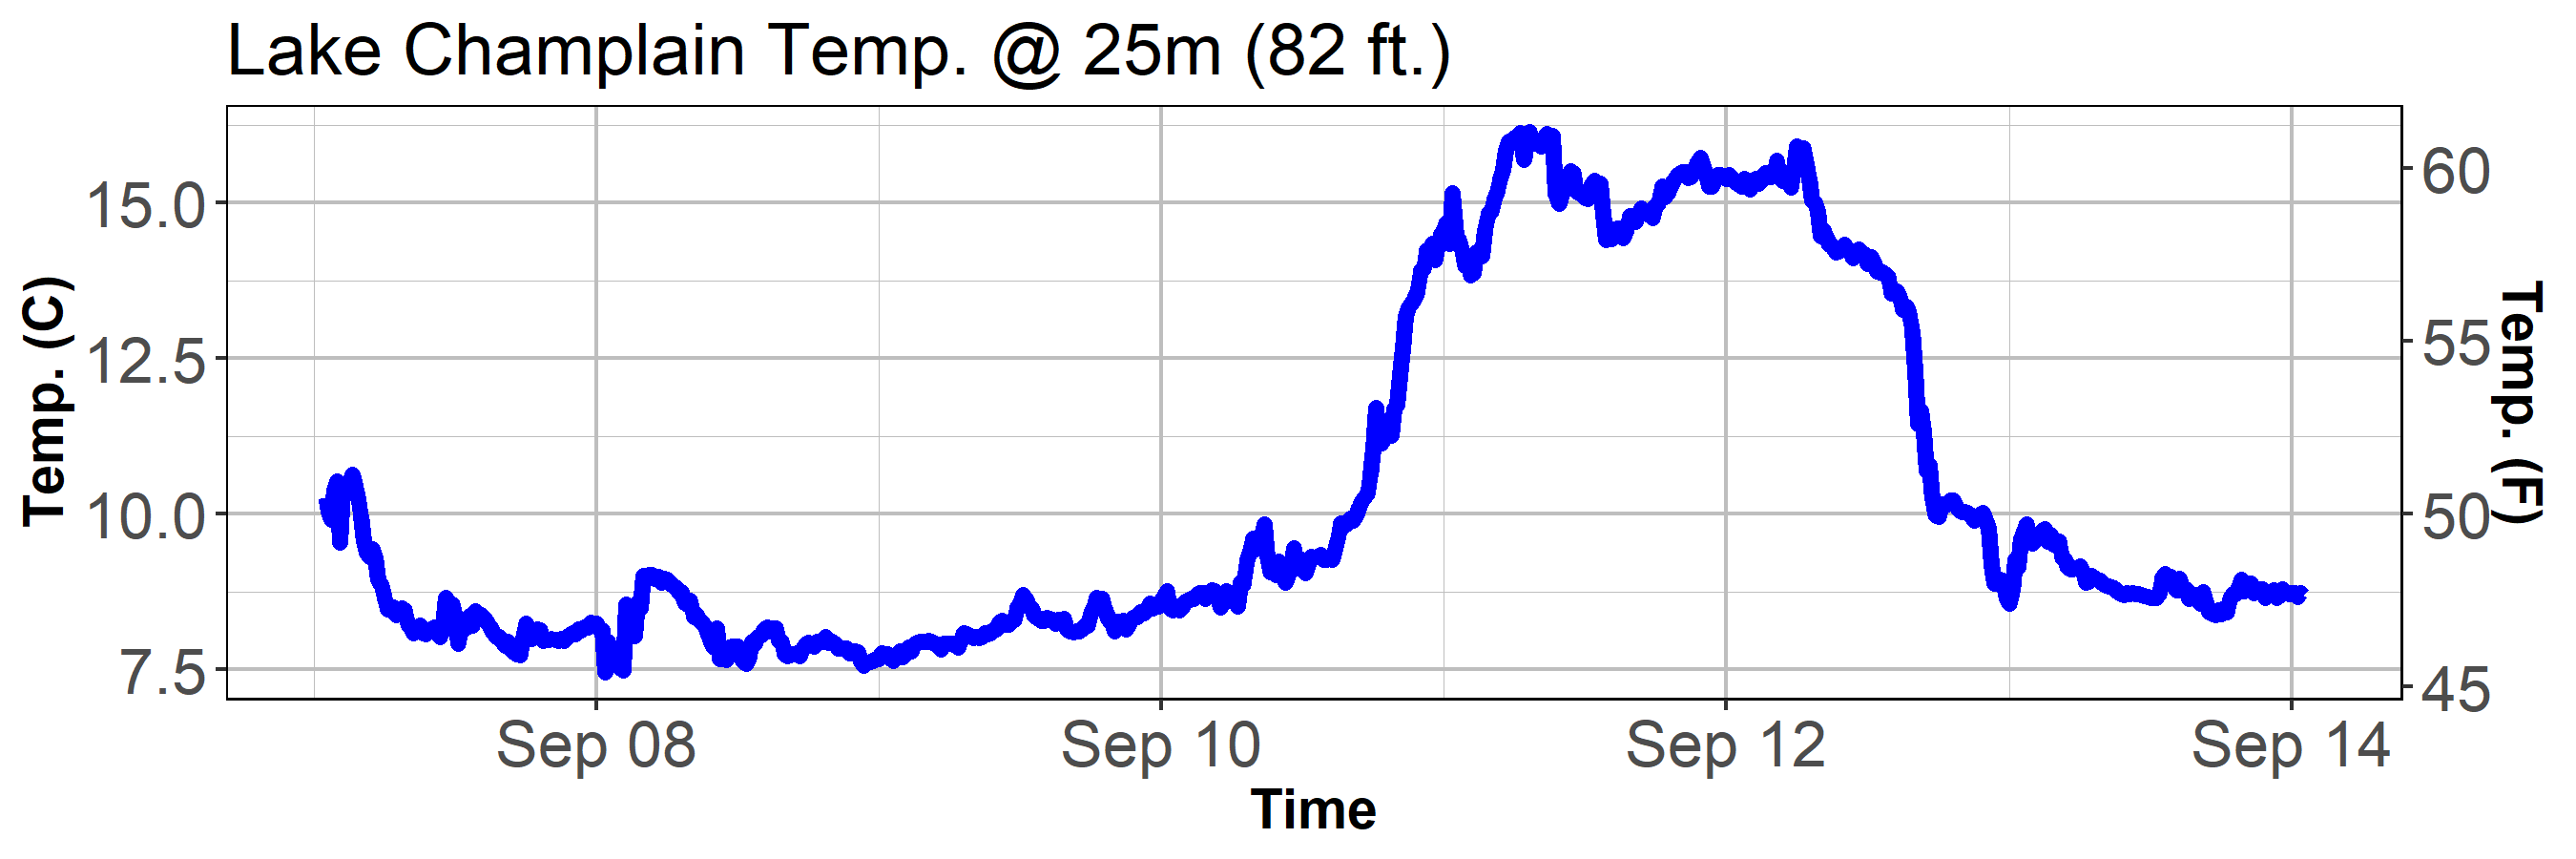 Lake Champlain Temp. @ 25m (82 ft.)
Temp. (C)
15.0
12.5
10.0
7.5
60
55
50
45
Temp. (F)
Sep 08
Sep 10
Sep 12
Sep 14
Time